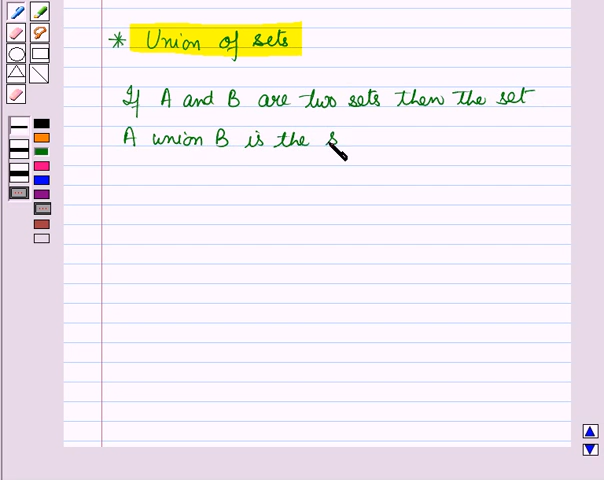 * Union of sets
If A and B are two sets then the set
A union B is the s